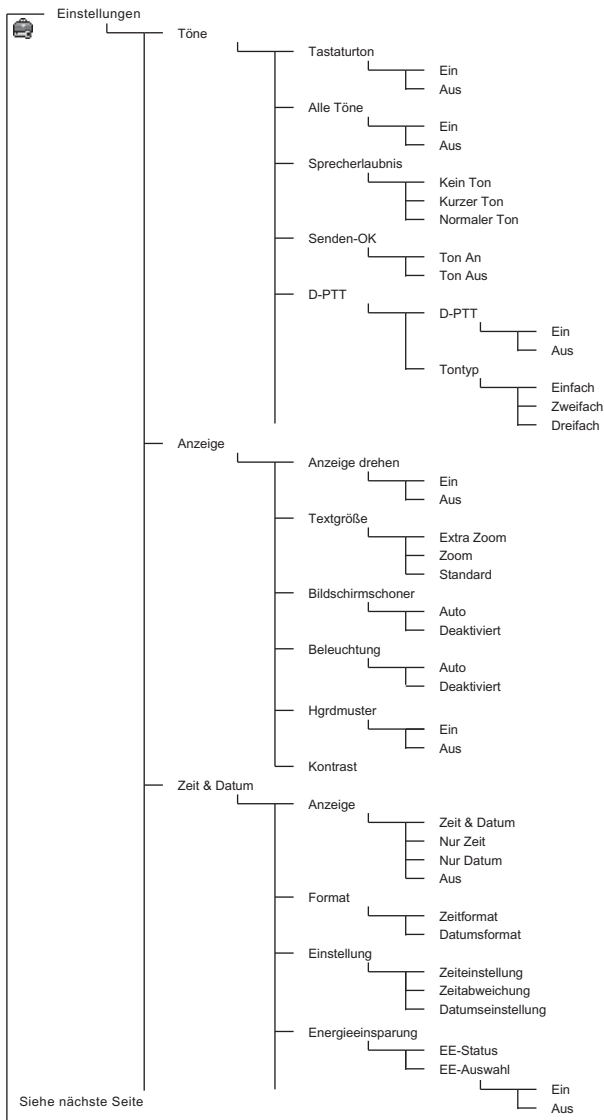 Einstellungen
Töne
Tastaturton
Ein
Aus
Alle Töne
Ein
Aus
Sprecherlaubnis
Kein Ton
Kurzer Ton
Normaler Ton
Senden-OK
Ton An
Ton Aus
D-PTT
D-PTT
Ein
Aus
Tontyp
Einfach
Zweifach
Dreifach
Anzeige
Anzeige drehen
Ein
Aus
Textgröße
Extra Zoom
Zoom
Standard
Bildschirmschoner
Auto
Deaktiviert
Beleuchtung
Auto
Deaktiviert
Hgrdmuster
Ein
Aus
Kontrast
Zeit & Datum
Anzeige
Zeit & Datum
Nur Zeit
Nur Datum
Aus
Format
Zeitformat
Datumsformat
Einstellung
Zeiteinstellung
Zeitabweichung
Datumseinstellung
Energieeinsparung
EE-Status
EE-Auswahl
Ein
Aus
Siehe nächste Seite